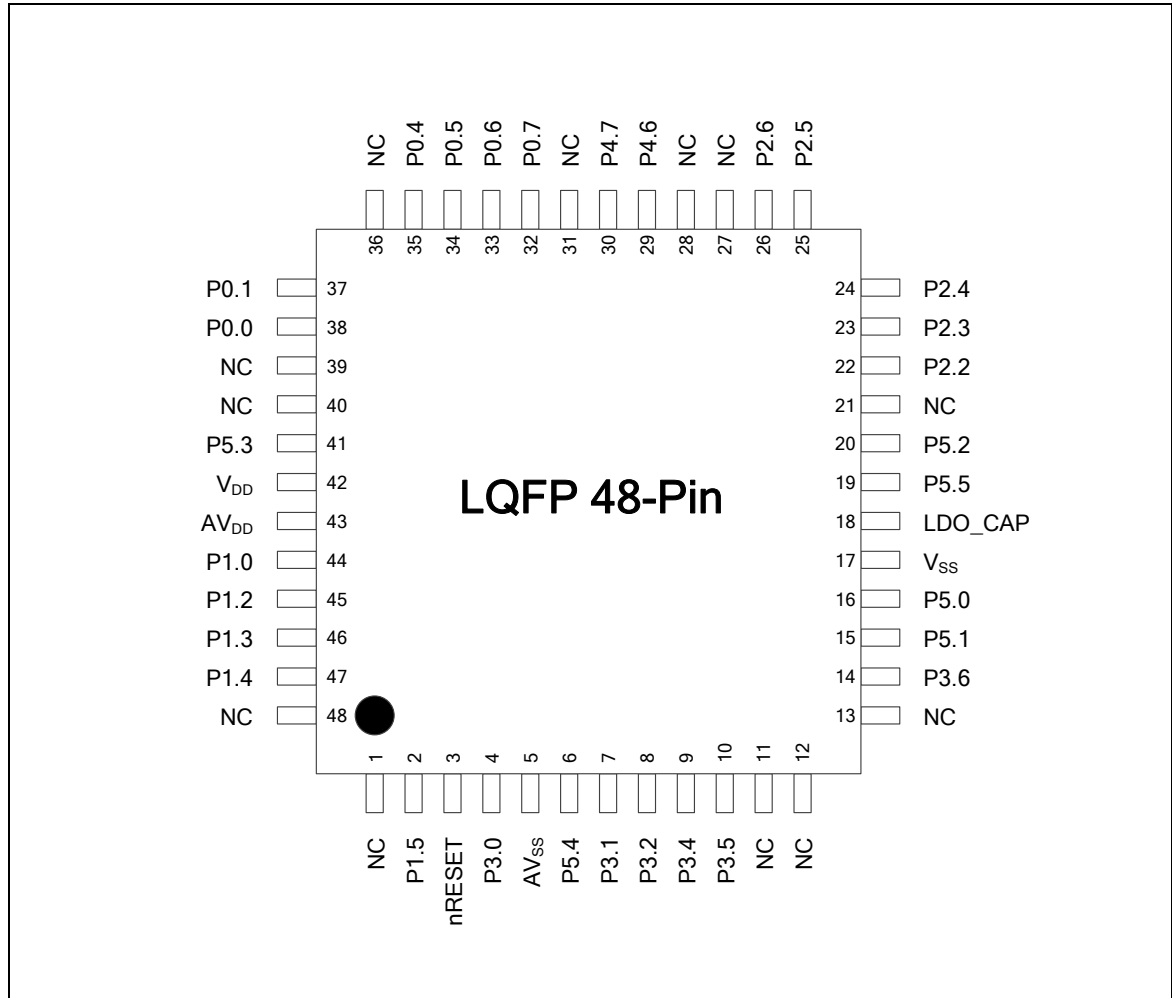 NC
P0.4
P0.5
P0.6
P0.7
NC
P4.7
P4.6
NC
NC
P2.6
P2.5
36
35
34
33
32
31
30
29
28
27
26
25
P0.1 37
P0.0 38
NC 39
NC 40
P5.3 41
VDD 42
AVDD 43
P1.0 44
P1.2 45
P1.3 46
P1.4 47
NC 48
LQFP 48-Pin
24 P2.4
23 P2.3
22 P2.2
21 NC
20 P5.2
19 P5.5
18 LDO_CAP
17 VSS
16 P5.0
15 P5.1
14 P3.6
13 NC
1
2
3
4
5
6
7
8
9
10
11
12
NC
P1.5
nRESET
P3.0
AVSS
P5.4
P3.1
P3.2
P3.4
P3.5
NC
NC